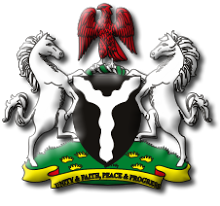 UNITY & FAITH, PEACE & PROGRESS